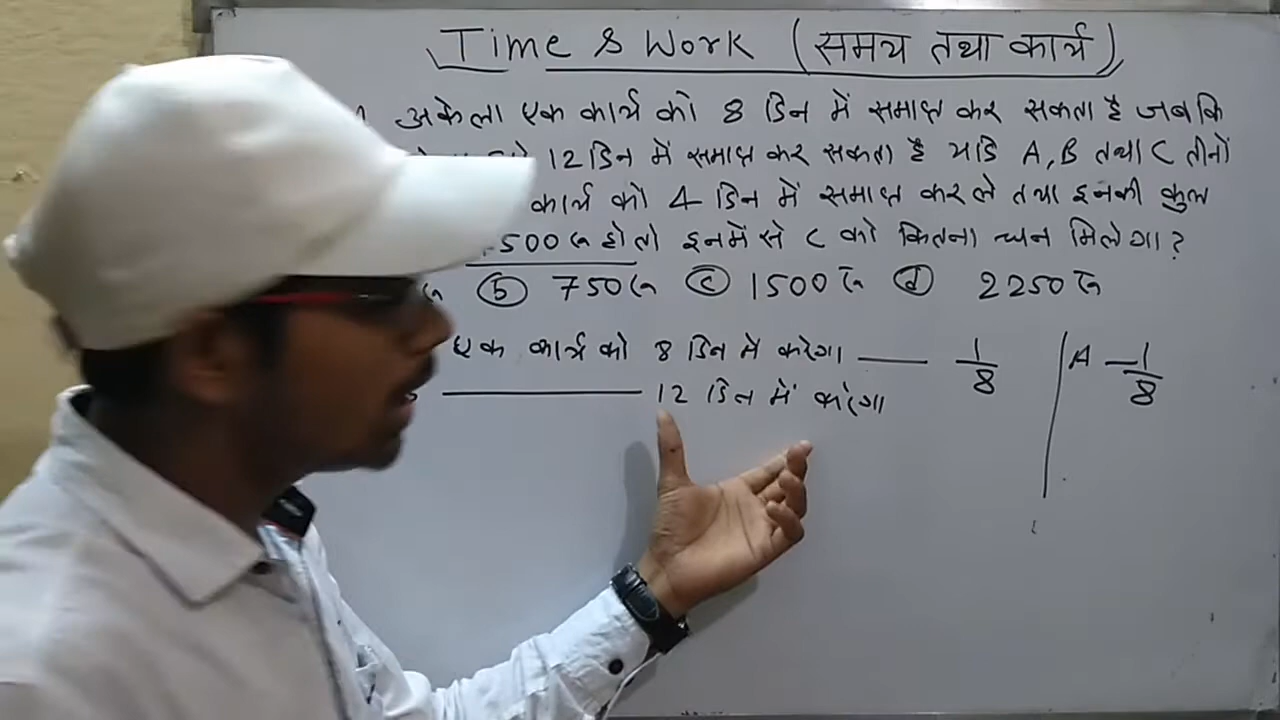 Time & Work (समय तथा कार्य)
अकेला एक कार्य को 8 दिन में समाप्त कर सकता है जबकि
12 दिन में समाप्त कर सकता है यदि A, B तथा C तीनों
कार्य को 4 दिन में समाप्त कर ले तथा इनकी कुल
500 रु हो तो इनमें से C को कितना धन मिलेगा?
(b) 750 रु (c) 1500 रु (d) 2250 रु
एक कार्य को 8 दिन में करेगा — 1/8 | A — 1/8
— 12 दिन में करेगा